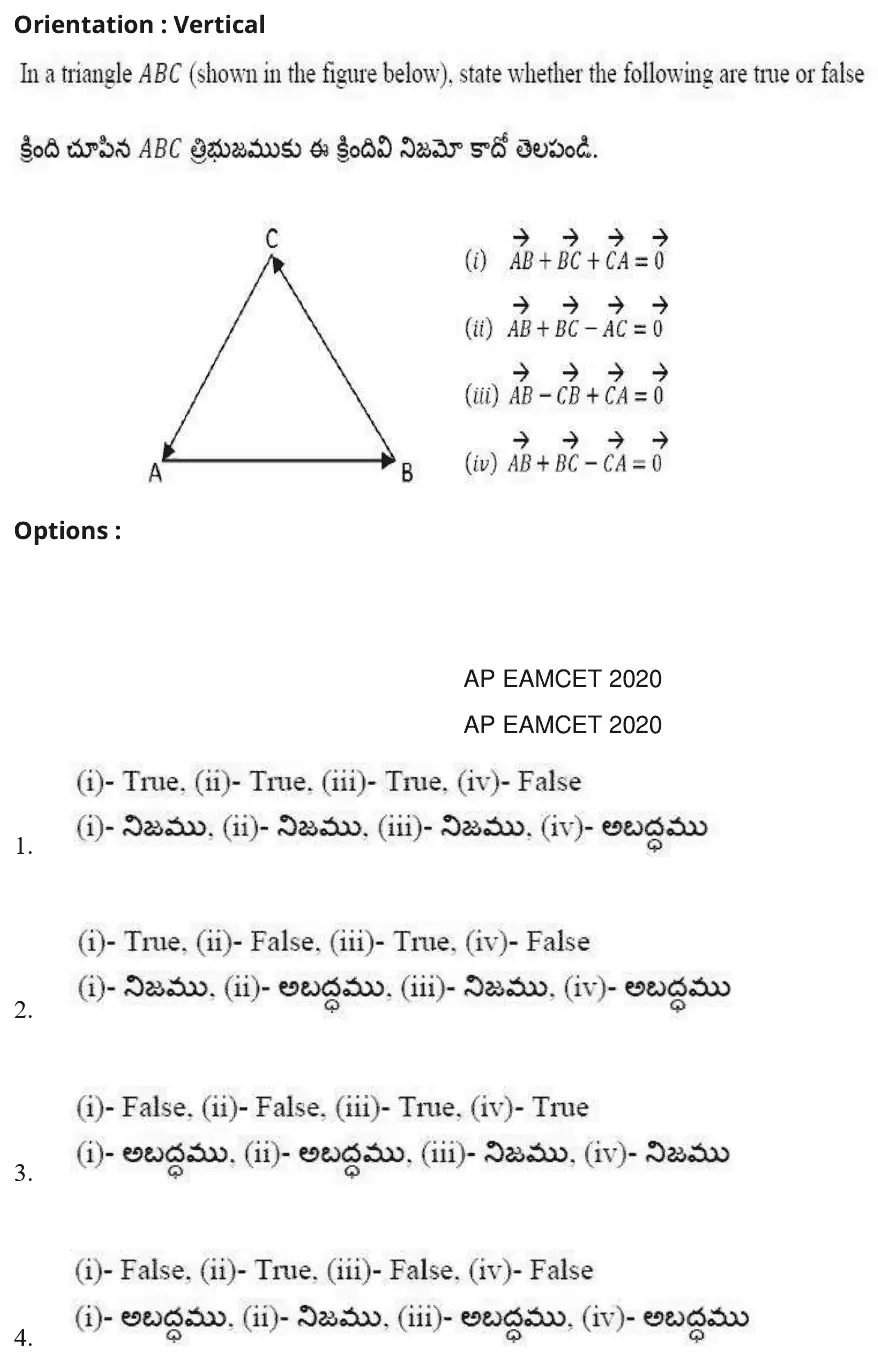 Orientation : Vertical
In a triangle ABC (shown in the figure below), state whether the following are true or false
క్రింది చూపిన ABC త్రిభుజముకు ఈ క్రిందివి నిజమో కాదో తెలపండి.
C
A
B
(i) →AB + →BC + →CA = →0
(ii) →AB + →BC − →AC = →0
(iii) →AB − →CB + →CA = →0
(iv) →AB + →BC − →CA = →0
Options :
AP EAMCET 2020
AP EAMCET 2020
(i)- True, (ii)- True, (iii)- True, (iv)- False
1. (i)- నిజము, (ii)- నిజము, (iii)- నిజము, (iv)- అబద్ధము
(i)- True, (ii)- False, (iii)- True, (iv)- False
2. (i)- నిజము, (ii)- అబద్ధము, (iii)- నిజము, (iv)- అబద్ధము
(i)- False, (ii)- False, (iii)- True, (iv)- True
3. (i)- అబద్ధము, (ii)- అబద్ధము, (iii)- నిజము, (iv)- నిజము
(i)- False, (ii)- True, (iii)- False, (iv)- False
4. (i)- అబద్ధము, (ii)- నిజము, (iii)- అబద్ధము, (iv)- అబద్ధము